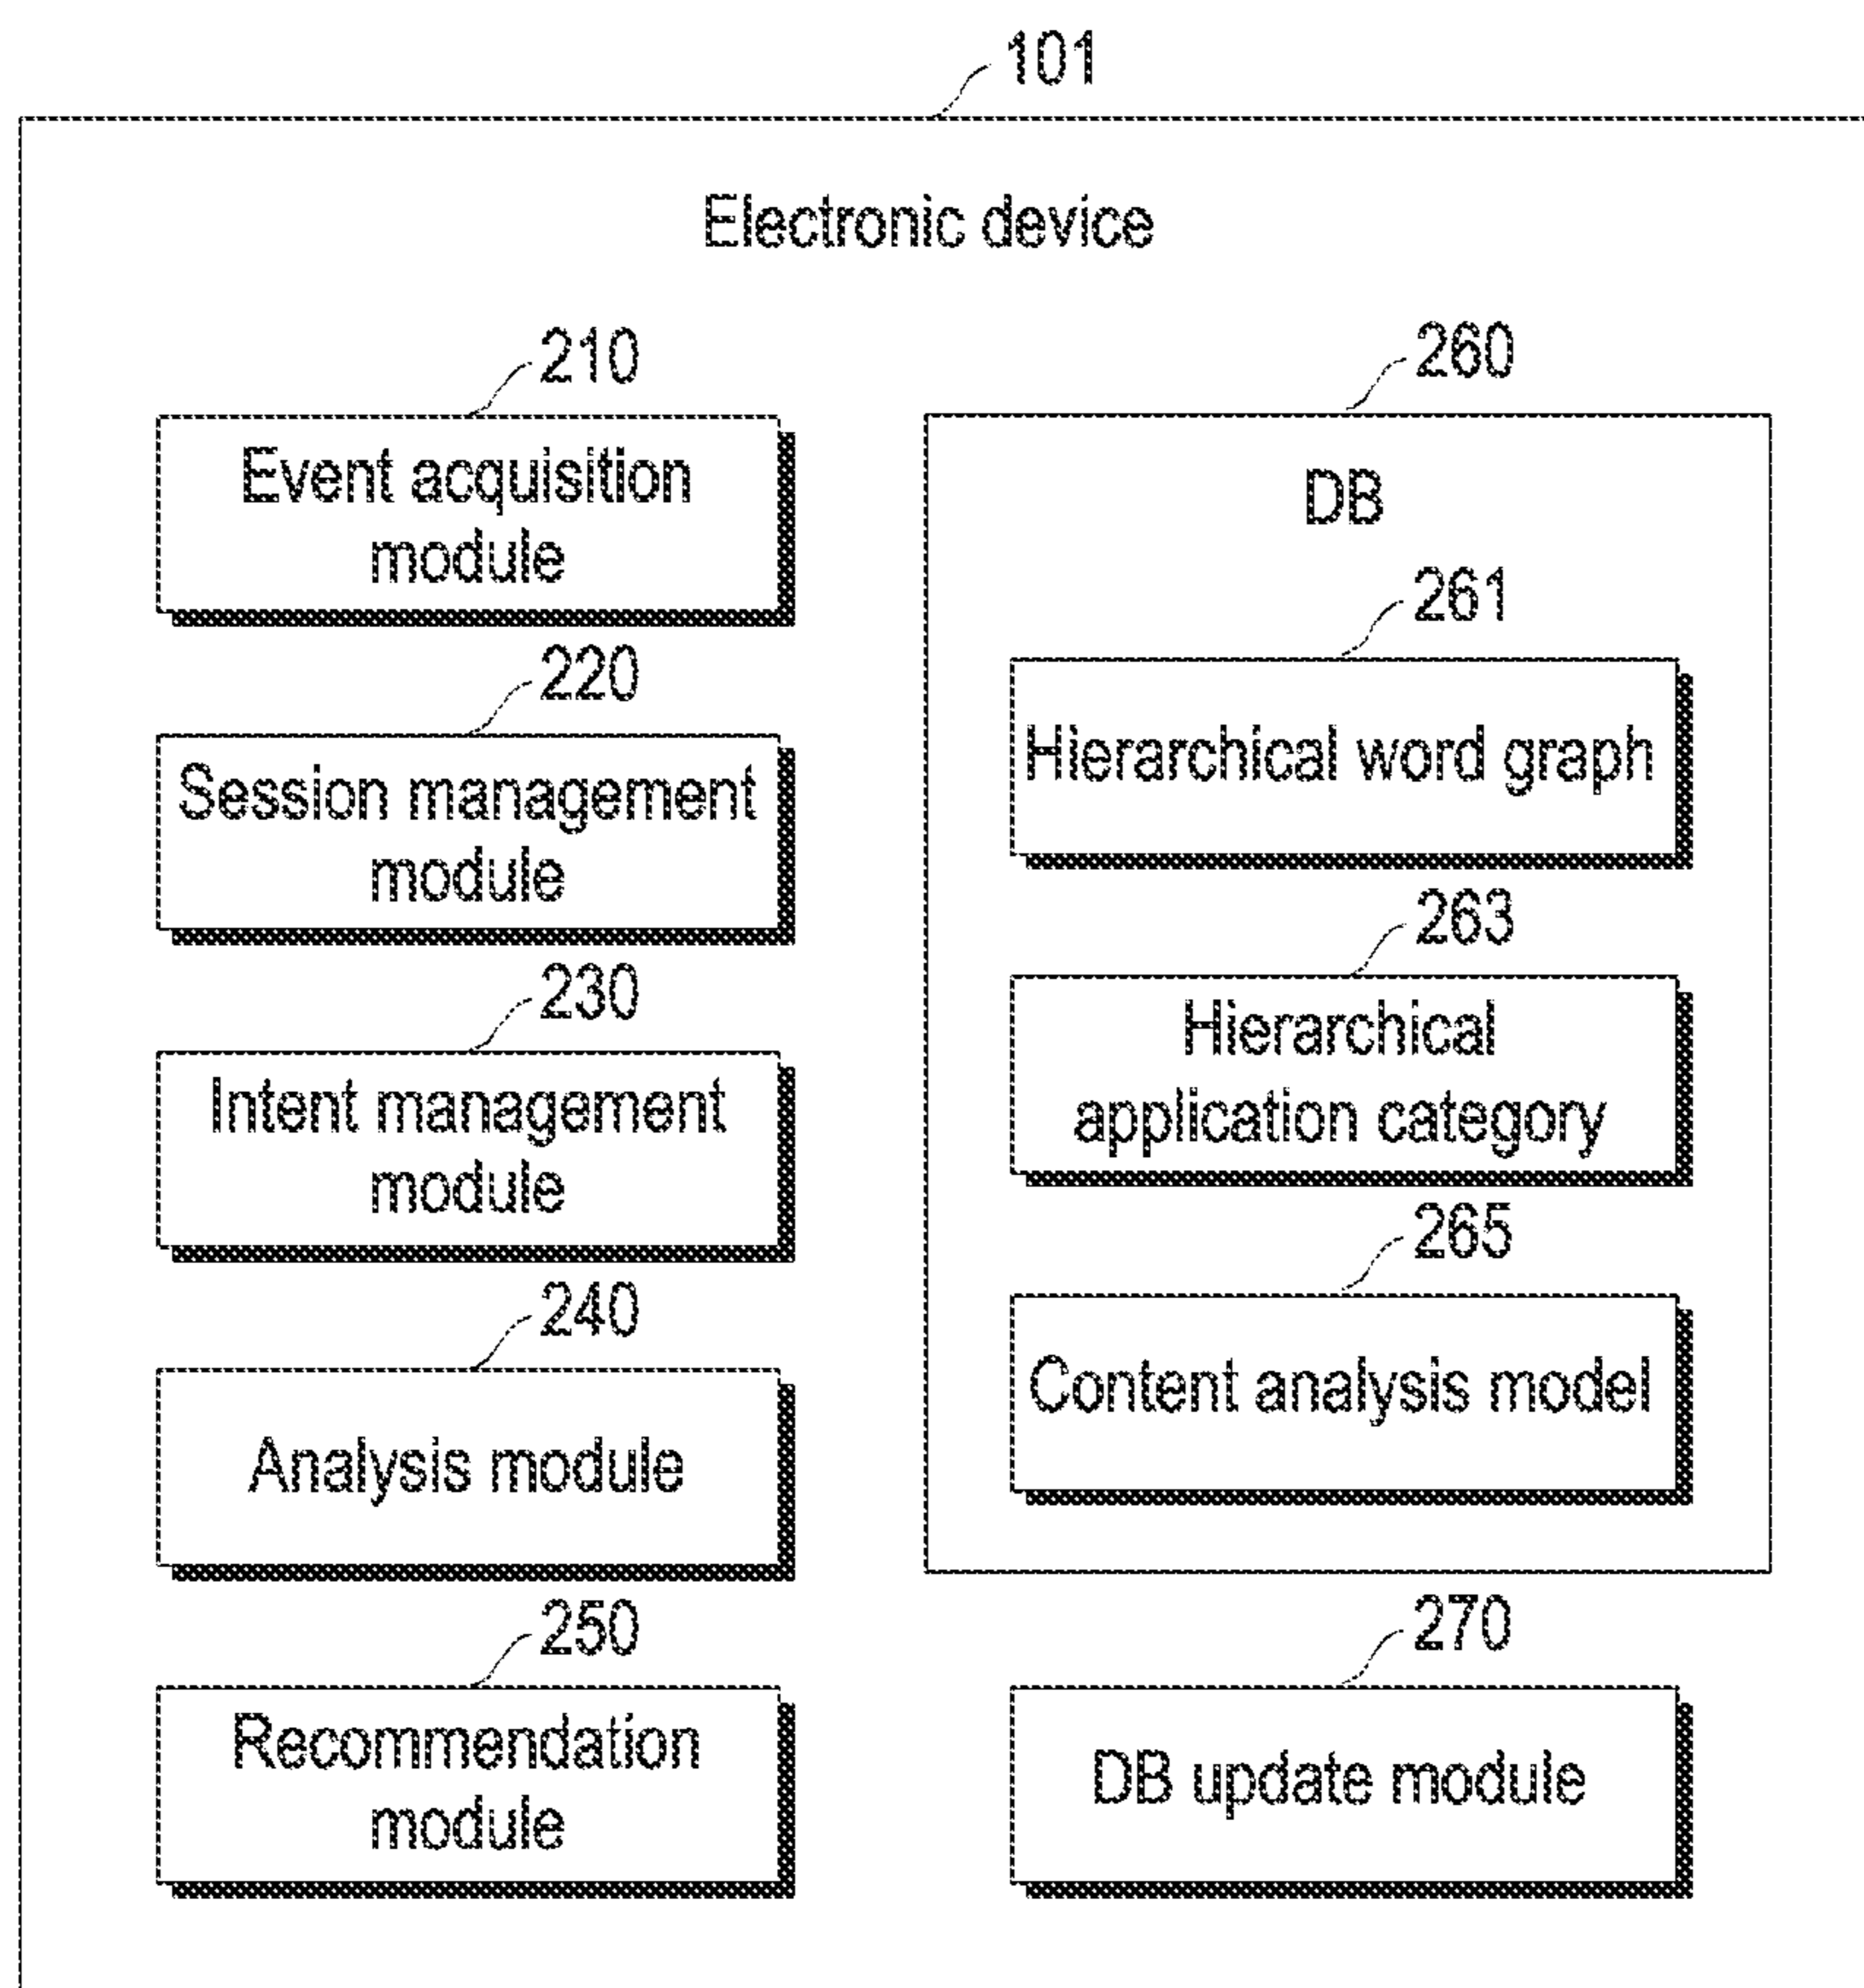 101
Electronic device
210
Event acquisition
module
220
Session management
module
230
Intent management
module
240
Analysis module
250
Recommendation
module
260
DB
261
Hierarchical word graph
263
Hierarchical
application category
265
Content analysis model
270
DB update module